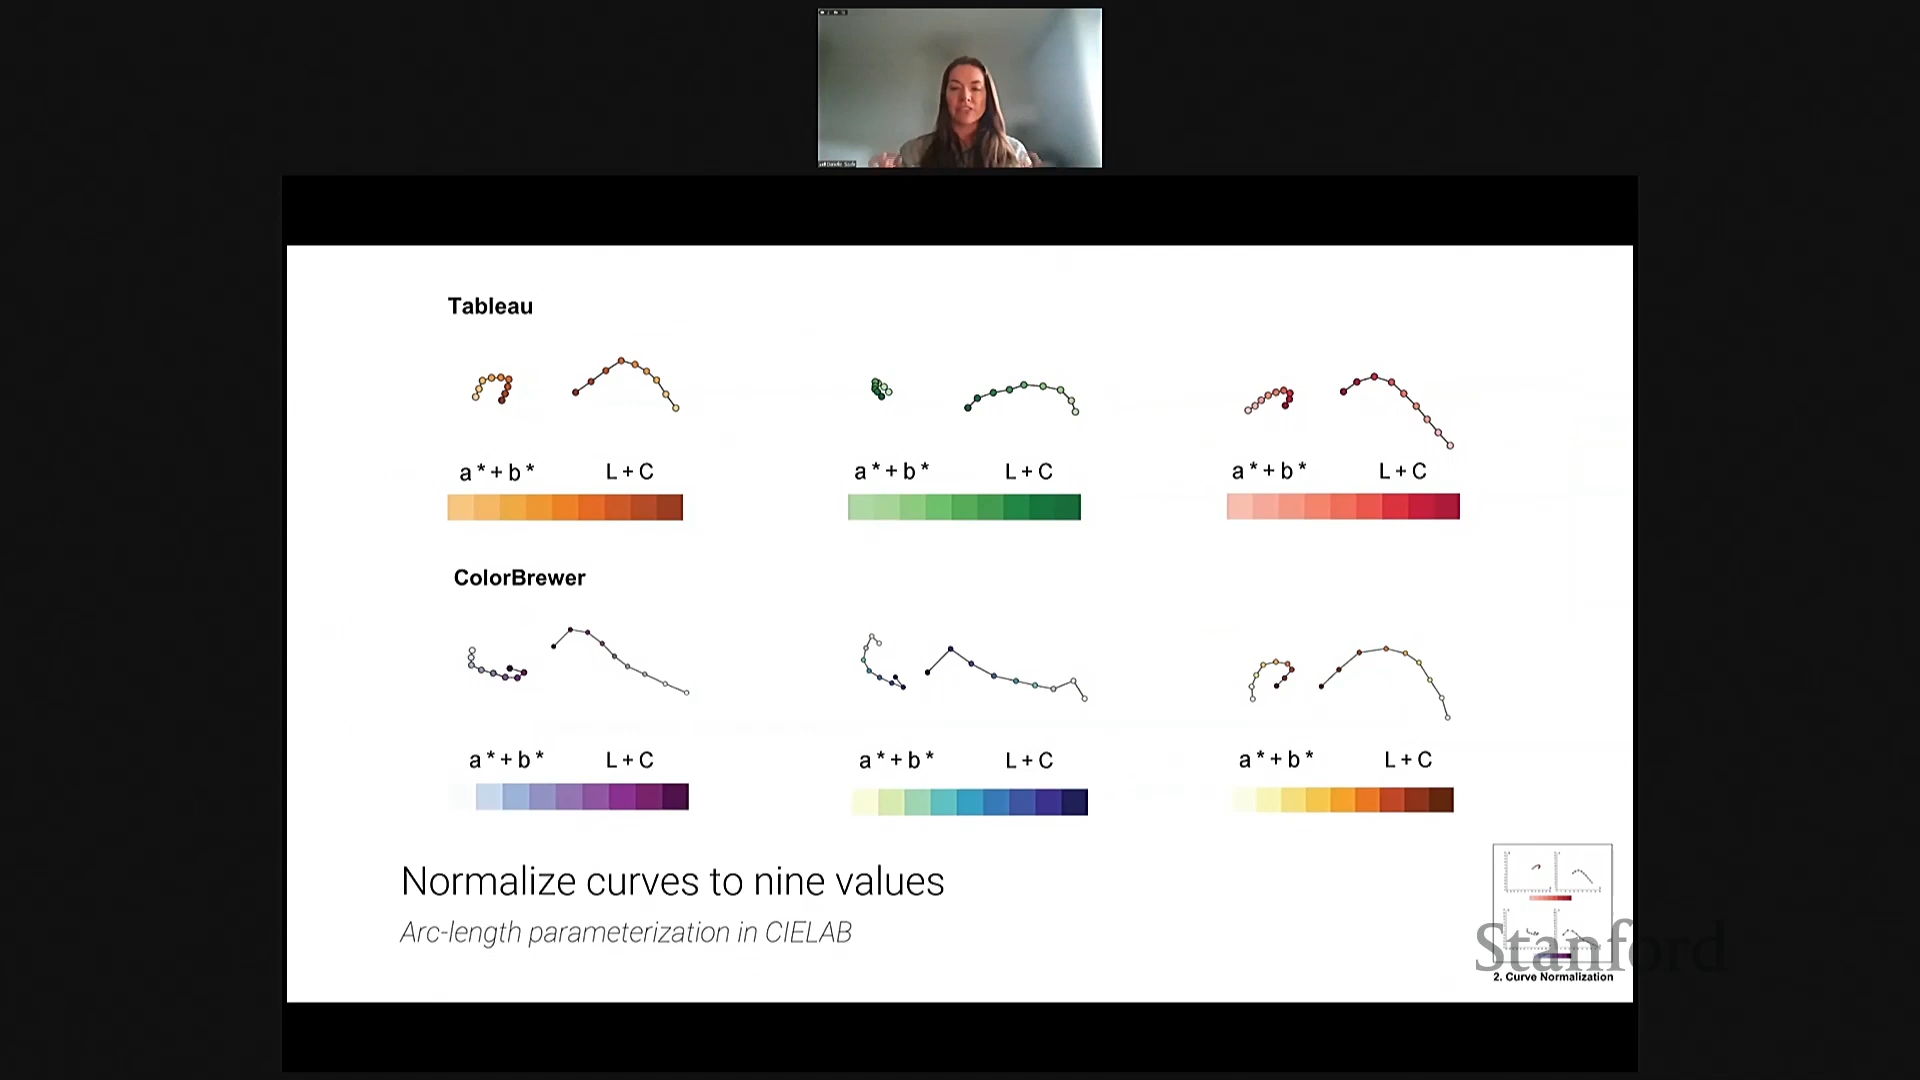 Tableau
a*+b* L+C a*+b* L+C a*+b* L+C
ColorBrewer
a*+b* L+C a*+b* L+C a*+b* L+C
Normalize curves to nine values
Arc-length parameterization in CIELAB
Stanford
2. Curve Normalization